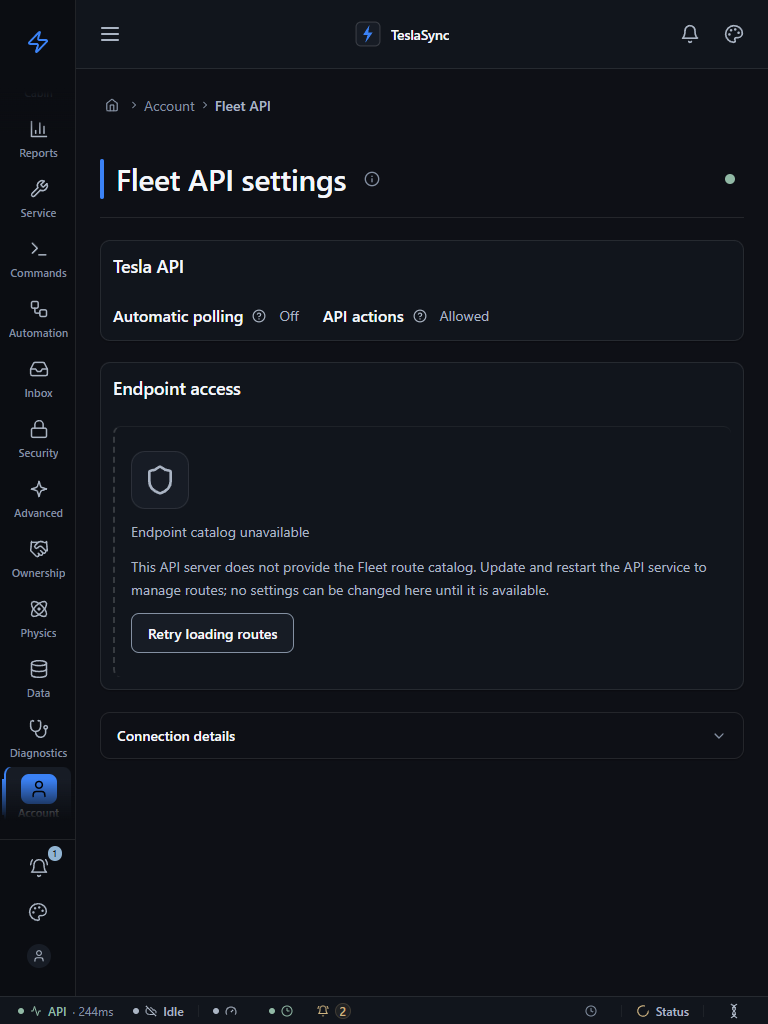 TeslaSync
Account
Fleet API
Reports
Service
Commands
Automation
Inbox
Security
Advanced
Ownership
Physics
Data
Diagnostics
Account
1
Fleet API settings
Tesla API
Automatic polling Off API actions Allowed
Endpoint access
Endpoint catalog unavailable
This API server does not provide the Fleet route catalog. Update and restart the API service to
manage routes; no settings can be changed here until it is available.
Retry loading routes
Connection details
API · 244ms Idle 2 Status